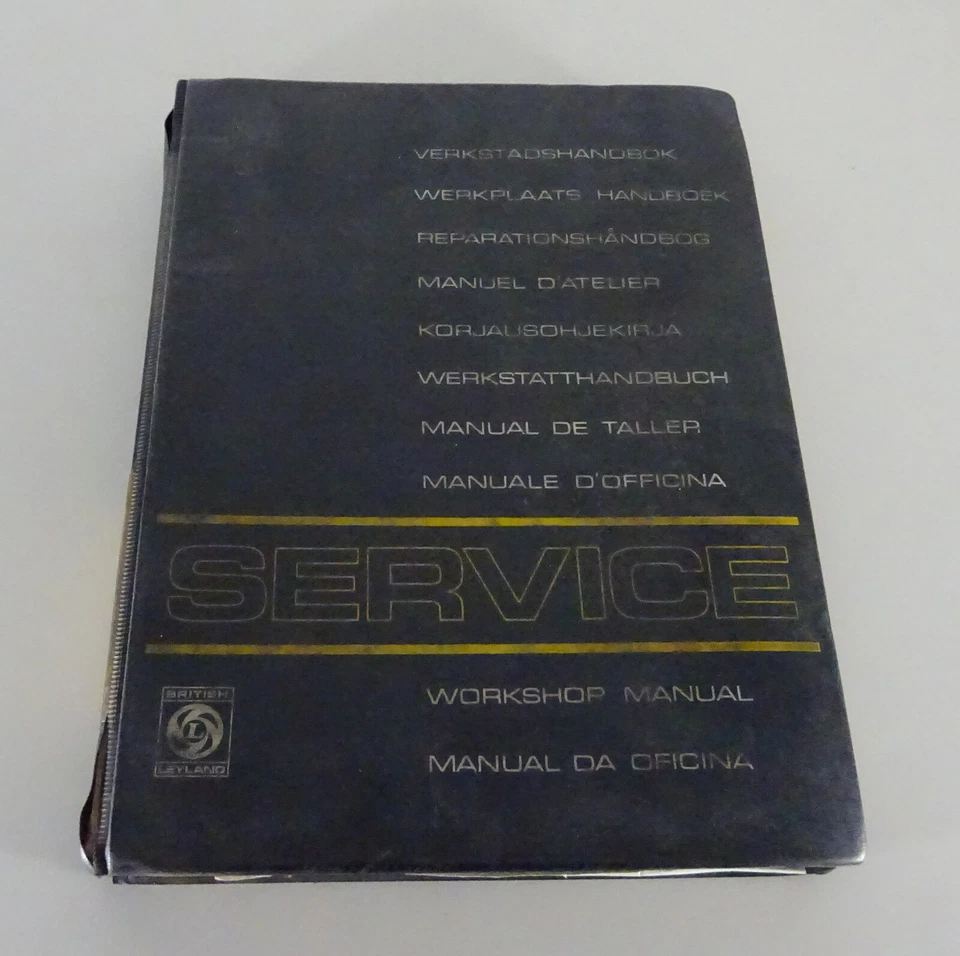 VERKSTADSHANDBOK
WERKPLAATS HANDBOEK
REPARATIONSHÅNDBOG
MANUEL D'ATELIER
KORJAUSOHJEKIRJA
WERKSTATTHANDBUCH
MANUAL DE TALLER
MANUALE D'OFFICINA
SERVICE
WORKSHOP MANUAL
MANUAL DA OFICINA
BRITISH
L
LEYLAND